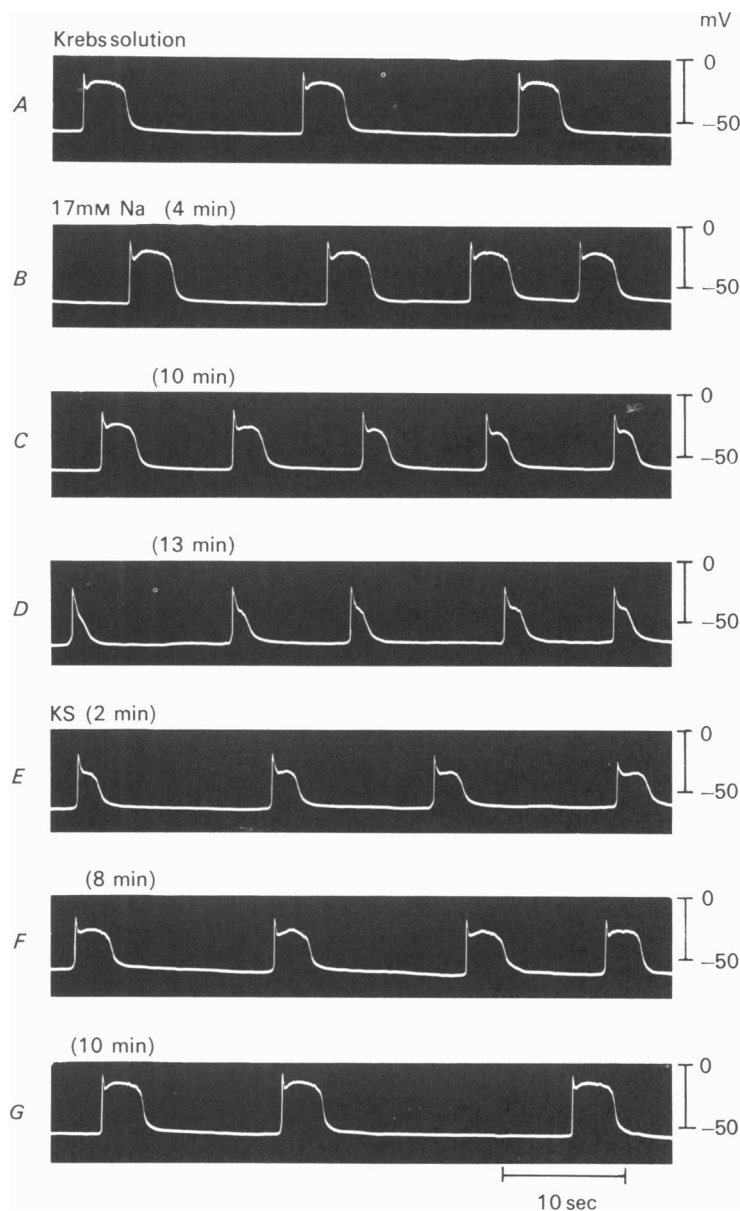 mV
Krebs solution
A
0
–50
17mM Na (4 min)
B
0
–50
(10 min)
C
0
–50
(13 min)
D
0
–50
KS (2 min)
E
0
–50
(8 min)
F
0
–50
(10 min)
G
0
–50
10 sec